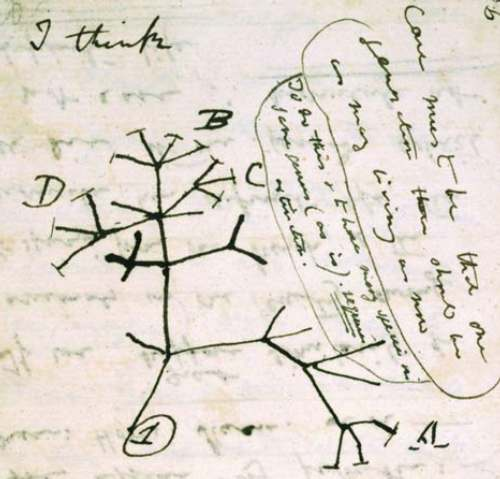 I think
Case must be that one
generation then should be
as many living as now
To do this & to have many species in
same genus (as is). requires
extinction.
B
C
D
A
1